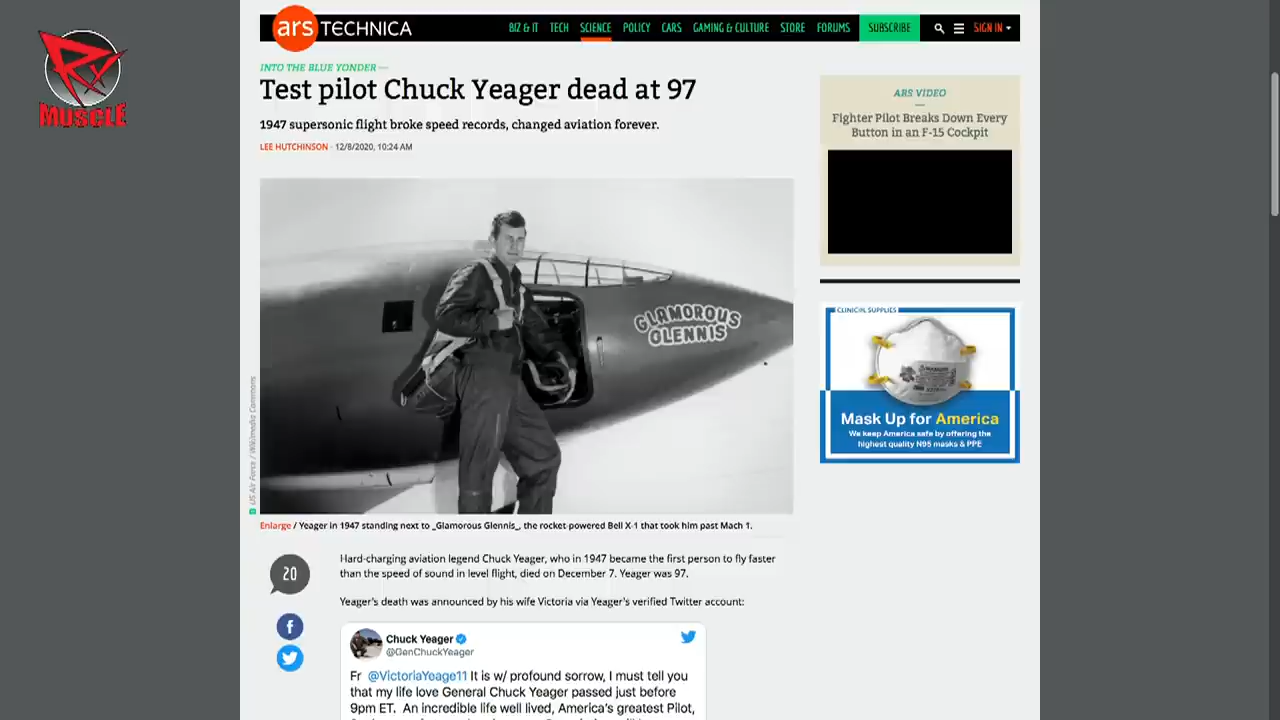 Rx
MUSCLE
ars TECHNICA
BIZ & IT TECH SCIENCE POLICY CARS GAMING & CULTURE STORE FORUMS SUBSCRIBE SIGN IN
INTO THE BLUE YONDER —
Test pilot Chuck Yeager dead at 97
1947 supersonic flight broke speed records, changed aviation forever.
LEE HUTCHINSON - 12/8/2020, 10:24 AM
GLAMOROUS
GLENNIS
US Air Force / Wikimedia Commons
Enlarge / Yeager in 1947 standing next to _Glamorous Glennis_, the rocket-powered Bell X-1 that took him past Mach 1.
20
Hard-charging aviation legend Chuck Yeager, who in 1947 became the first person to fly faster
than the speed of sound in level flight, died on December 7. Yeager was 97.
Yeager's death was announced by his wife Victoria via Yeager's verified Twitter account:
Chuck Yeager
@GenChuckYeager
Fr @VictoriaYeage11 It is w/ profound sorrow, I must tell you
that my life love General Chuck Yeager passed just before
9pm ET. An incredible life well lived, America's greatest Pilot,
ARS VIDEO
Fighter Pilot Breaks Down Every
Button in an F-15 Cockpit
CLINICAL SUPPLIES
Mask Up for America
We keep America safe by offering the
highest quality N95 masks & PPE